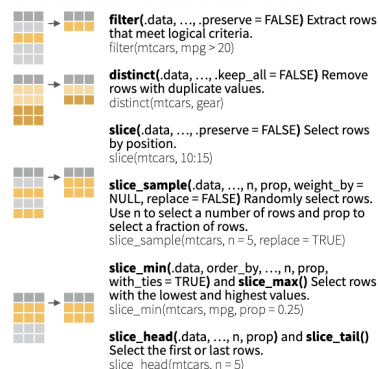 filter(.data, …, .preserve = FALSE) Extract rows
that meet logical criteria.
filter(mtcars, mpg > 20)
distinct(.data, …, .keep_all = FALSE) Remove
rows with duplicate values.
distinct(mtcars, gear)
slice(.data, …, .preserve = FALSE) Select rows
by position.
slice(mtcars, 10:15)
slice_sample(.data, …, n, prop, weight_by =
NULL, replace = FALSE) Randomly select rows.
Use n to select a number of rows and prop to
select a fraction of rows.
slice_sample(mtcars, n = 5, replace = TRUE)
slice_min(.data, order_by, …, n, prop,
with_ties = TRUE) and slice_max() Select rows
with the lowest and highest values.
slice_min(mtcars, mpg, prop = 0.25)
slice_head(.data, …, n, prop) and slice_tail()
Select the first or last rows.
slice_head(mtcars, n = 5)